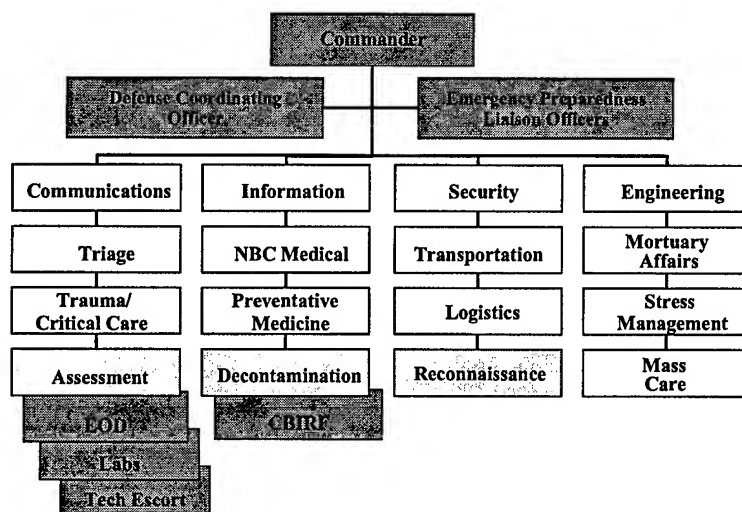 Commander
Defense Coordinating
Officer
Emergency Preparedness
Liaison Officers
Communications
Information
Security
Engineering
Triage
NBC Medical
Transportation
Mortuary
Affairs
Trauma/
Critical Care
Preventative
Medicine
Logistics
Stress
Management
Assessment
Decontamination
Reconnaissance
Mass
Care
EOD
CBIRF
Labs
Tech Escort